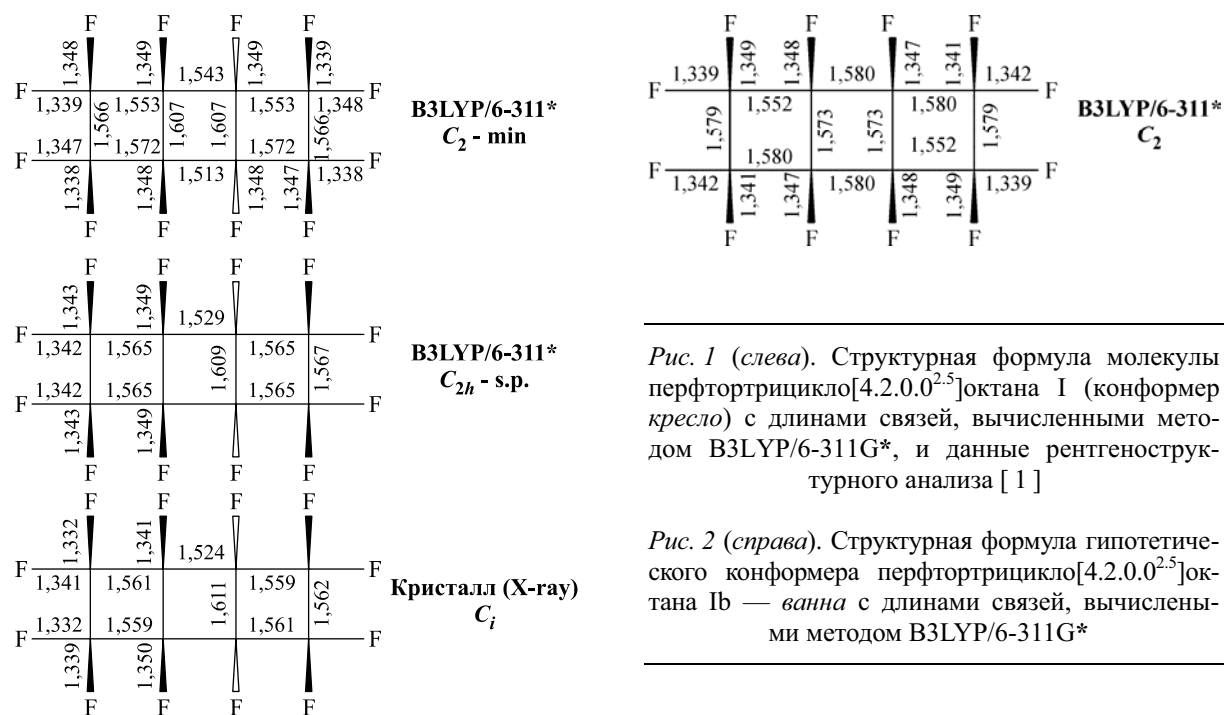 F F F F
1,348 1,349 1,543 1,349 1,339
F F
1,339 1,566 1,553 1,607 1,607 1,553 1,566 1,348
B3LYP/6-311*
C2 - min
1,347 1,572 1,572
F F
1,338 1,348 1,513 1,348 1,347 1,338
F F F F
F F F F
1,343 1,349 1,529
F F
1,342 1,565 1,609 1,565 1,567
B3LYP/6-311*
C2h - s.p.
1,342 1,565 1,565
F F
1,343 1,349
F F F F
F F F F
1,332 1,341 1,524
F F
1,341 1,561 1,611 1,559 1,562
Кристалл (X-ray)
Ci
1,332 1,559 1,561
F F
1,339 1,350
F F F F
F F F F
1,339 1,349 1,348 1,580 1,347 1,341 1,342
F F
1,579 1,552 1,573 1,573 1,580 1,579
B3LYP/6-311*
C2
1,580 1,552
F F
1,342 1,341 1,347 1,580 1,348 1,349 1,339
F F F F
Рис. 1 (слева). Структурная формула молекулы
перфтортрицикло[4.2.0.0^2.5]октана I (конформер
кресло) с длинами связей, вычисленными мето-
дом B3LYP/6-311G*, и данные рентгенострук-
турного анализа [ 1 ]
Рис. 2 (справа). Структурная формула гипотетиче-
ского конформера перфтортрицикло[4.2.0.0^2.5]ок-
тана Ib — ванна с длинами связей, вычислены-
ми методом B3LYP/6-311G*